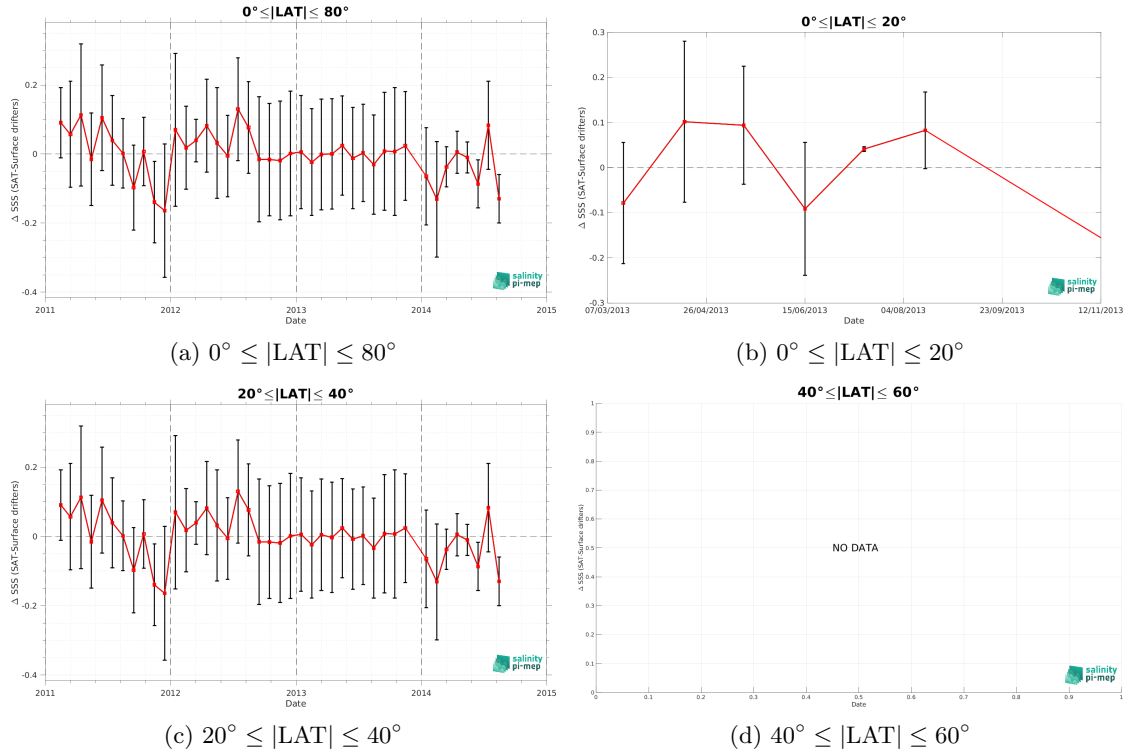 0°≤|LAT|≤ 80°
Δ SSS (SAT-Surface drifters)
0.2
0
-0.2
-0.4
2011
2012
2013
2014
2015
Date
salinity
pi-mep
(a) 0° ≤ |LAT| ≤ 80°
0°≤|LAT|≤ 20°
Δ SSS (SAT-Surface drifters)
0.3
0.2
0.1
0
-0.1
-0.2
-0.3
07/03/2013
26/04/2013
15/06/2013
04/08/2013
23/09/2013
12/11/2013
Date
salinity
pi-mep
(b) 0° ≤ |LAT| ≤ 20°
20°≤|LAT|≤ 40°
Δ SSS (SAT-Surface drifters)
0.2
0
-0.2
-0.4
2011
2012
2013
2014
2015
Date
salinity
pi-mep
(c) 20° ≤ |LAT| ≤ 40°
40°≤|LAT|≤ 60°
Δ SSS (SAT-Surface drifters)
1
0.9
0.8
0.7
0.6
0.5
0.4
0.3
0.2
0.1
0
NO DATA
0
0.1
0.2
0.3
0.4
0.5
0.6
0.7
0.8
0.9
1
Date
salinity
pi-mep
(d) 40° ≤ |LAT| ≤ 60°